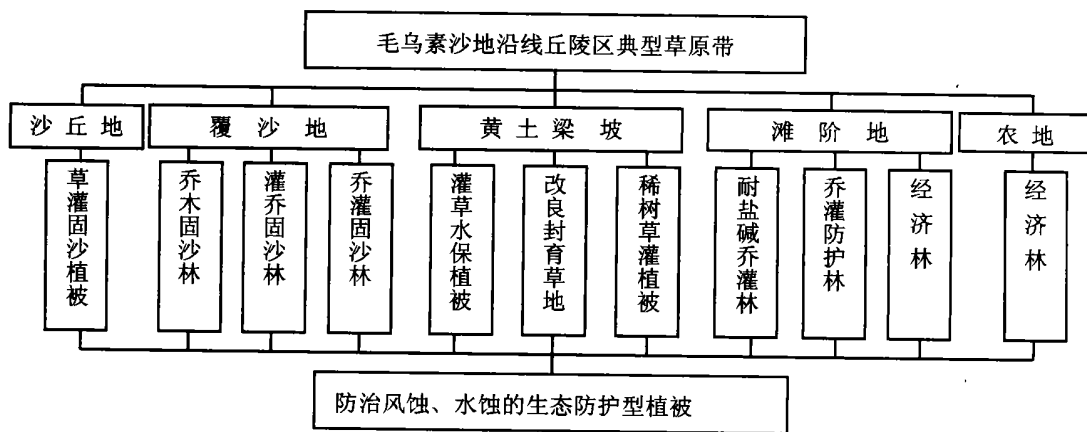 毛乌素沙地沿线丘陵区典型草原带
沙丘地
覆沙地
黄土梁坡
滩阶地
农地
草灌固沙植被
乔木固沙林
灌乔固沙林
乔灌固沙林
灌草水保植被
改良封育草地
稀树草灌植被
耐盐碱乔灌林
乔灌防护林
经济林
经济林
防治风蚀、水蚀的生态防护型植被